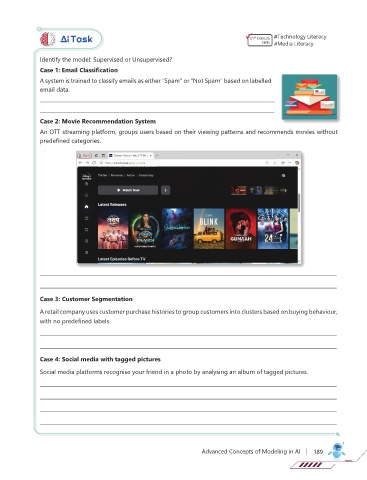 Ai Task
21st Century Skills
#Technology Literacy
#Media Literacy
Identify the model: Supervised or Unsupervised?
Case 1: Email Classification
A system is trained to classify emails as either 'Spam" or "Not Spam' based on labelled
email data.
Case 2: Movie Recommendation System
An OTT streaming platform, groups users based on their viewing patterns and recommends movies without
predefined categories.
Watch Now
Latest Releases
BLINK
GUNAAH
24
Latest Episodes Before TV
Case 3: Customer Segmentation
A retail company uses customer purchase histories to group customers into clusters based on buying behaviour,
with no predefined labels.
Case 4: Social media with tagged pictures
Social media platforms recognise your friend in a photo by analysing an album of tagged pictures.
Advanced Concepts of Modeling in AI | 189